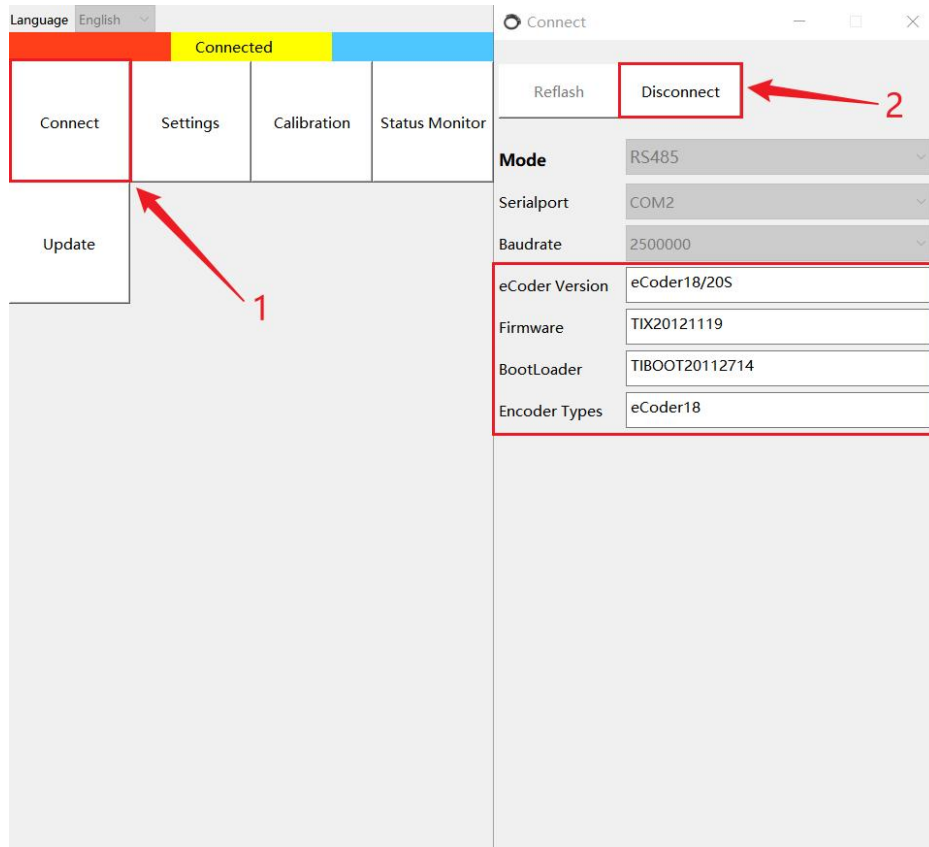 Language English
Connected
Connect
Settings
Calibration
Status Monitor
Update
1
Connect
Reflash
Disconnect
2
Mode RS485
Serialport COM2
Baudrate 2500000
eCoder Version eCoder18/20S
Firmware TIX20121119
BootLoader TIBOOT20112714
Encoder Types eCoder18